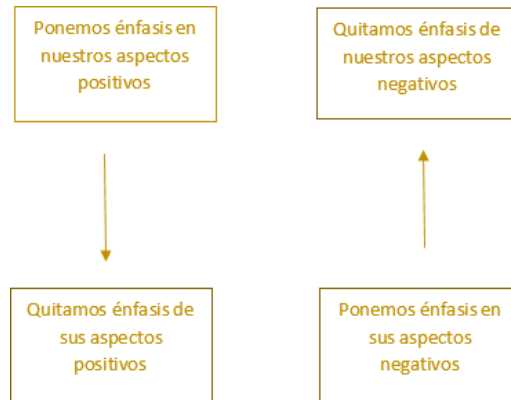 Ponemos énfasis en
nuestros aspectos
positivos
Quitamos énfasis de
nuestros aspectos
negativos
Quitamos énfasis de
sus aspectos
positivos
Ponemos énfasis en
sus aspectos
negativos